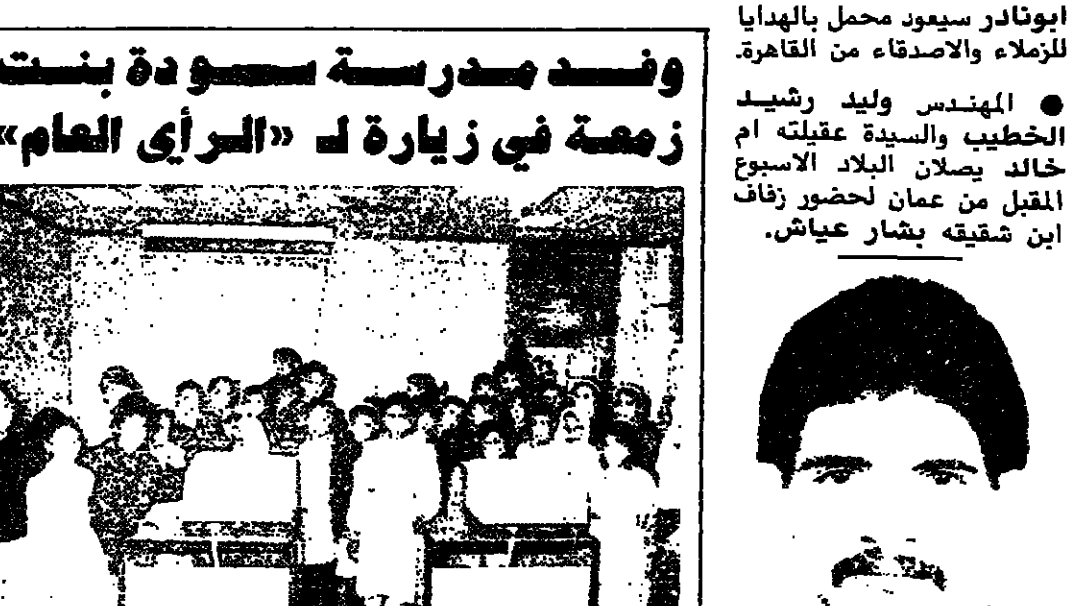 ابونادر سيعود محمل بالهدايا
للزملاء والاصدقاء من القاهرة.
● المهندس وليد رشيد
الخطيب والسيدة عقيلته ام
خالد يصلان البلاد الاسبوع
المقبل من عمان لحضور زفاف
ابن شقيقه بشار عياش.
وفد مدرسة سودة بنت
زمعة في زيارة لـ «الرأي العام»